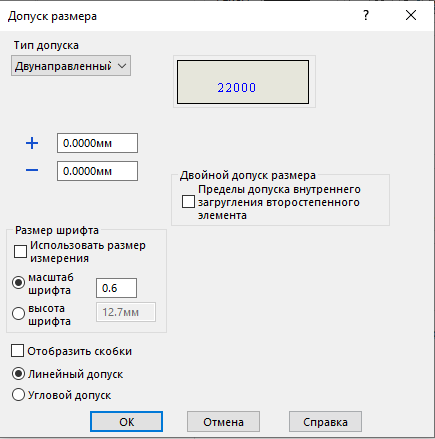 Допуск размера
? ×
Тип допуска
Двунаправленный
22000
+ 0.0000мм
− 0.0000мм
Двойной допуск размера
Пределы допуска внутреннего
загругления второстепенного
элемента
Размер шрифта
Использовать размер
измерения
масштаб
шрифта
0.6
высота
шрифта
12.7мм
Отобразить скобки
Линейный допуск
Угловой допуск
ОК
Отмена
Справка